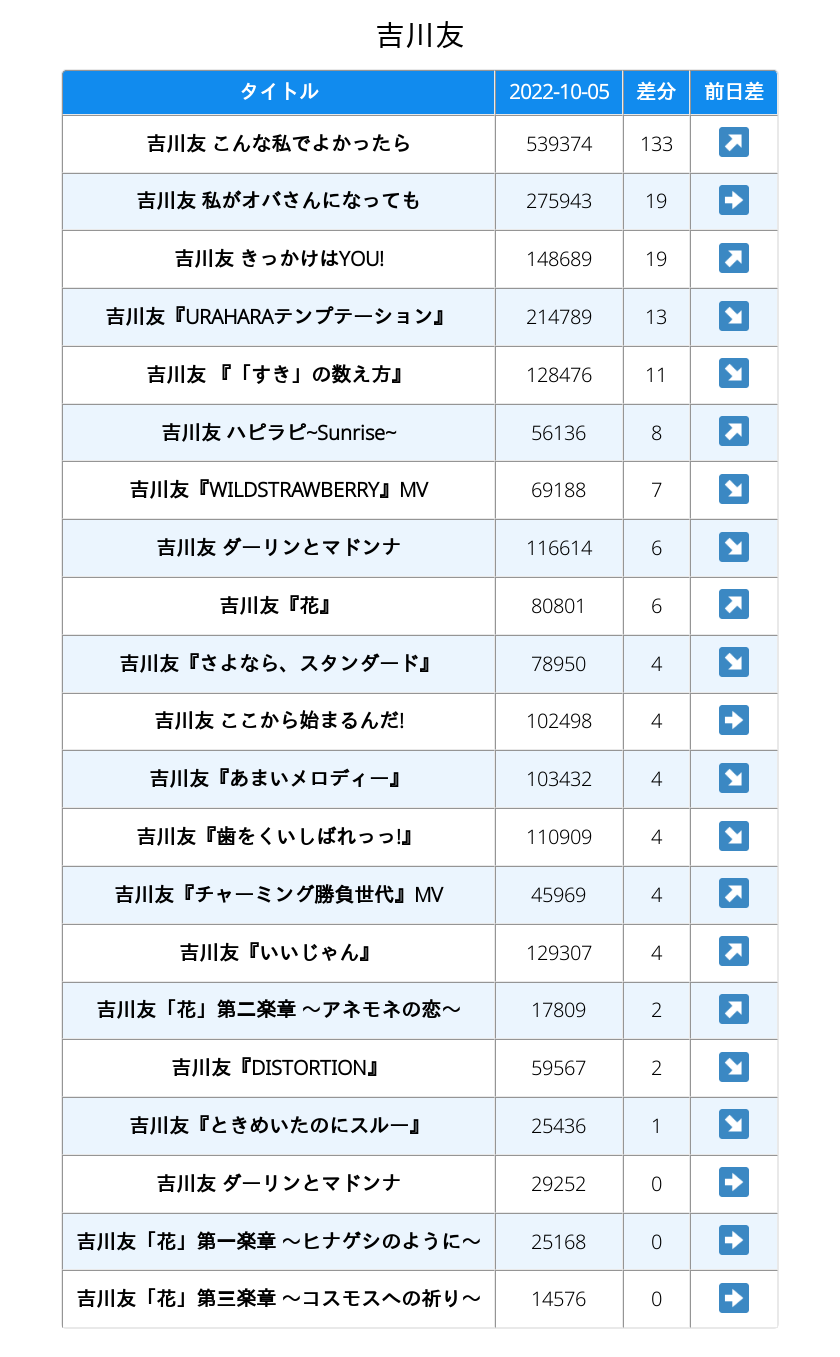 吉川友
タイトル 2022-10-05 差分 前日差
吉川友 こんな私でよかったら 539374 133 ↗
吉川友 私がオバさんになっても 275943 19 ➡
吉川友 きっかけはYOU! 148689 19 ↗
吉川友『URAHARAテンプテーション』 214789 13 ↘
吉川友 『「すき」の数え方』 128476 11 ↘
吉川友 ハピラピ~Sunrise~ 56136 8 ↗
吉川友『WILDSTRAWBERRY』MV 69188 7 ↘
吉川友 ダーリンとマドンナ 116614 6 ↘
吉川友『花』 80801 6 ↗
吉川友『さよなら、スタンダード』 78950 4 ↘
吉川友 ここから始まるんだ! 102498 4 ➡
吉川友『あまいメロディー』 103432 4 ↘
吉川友『歯をくいしばれっっ!』 110909 4 ↘
吉川友『チャーミング勝負世代』MV 45969 4 ↗
吉川友『いいじゃん』 129307 4 ↗
吉川友「花」第二楽章 〜アネモネの恋〜 17809 2 ↗
吉川友『DISTORTION』 59567 2 ↘
吉川友『ときめいたのにスルー』 25436 1 ↘
吉川友 ダーリンとマドンナ 29252 0 ➡
吉川友「花」第一楽章 〜ヒナゲシのように〜 25168 0 ➡
吉川友「花」第三楽章 〜コスモスへの祈り〜 14576 0 ➡